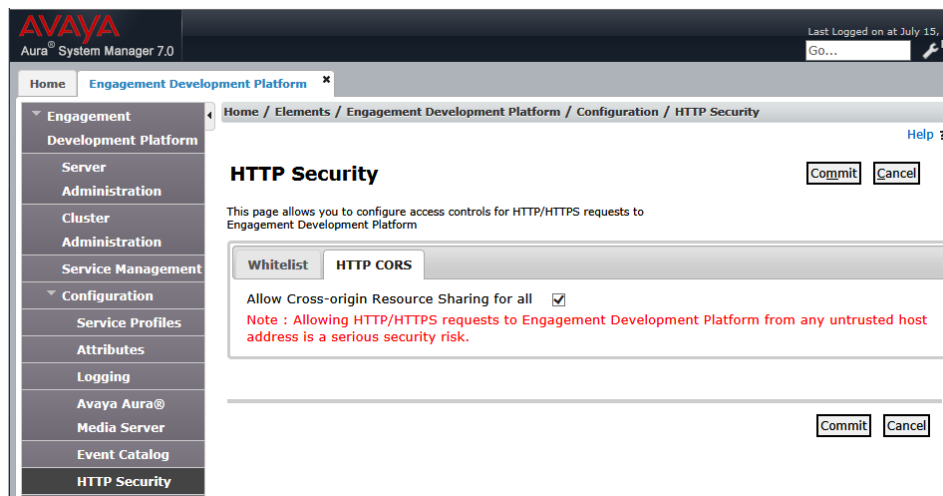 AVAYA
Aura® System Manager 7.0
Last Logged on at July 15,
Go...
Home
Engagement Development Platform ×
Engagement
Development Platform
Server
Administration
Cluster
Administration
Service Management
Configuration
Service Profiles
Attributes
Logging
Avaya Aura®
Media Server
Event Catalog
HTTP Security
Home / Elements / Engagement Development Platform / Configuration / HTTP Security
Help ?
HTTP Security
Commit
Cancel
This page allows you to configure access controls for HTTP/HTTPS requests to
Engagement Development Platform
Whitelist
HTTP CORS
Allow Cross-origin Resource Sharing for all
Note : Allowing HTTP/HTTPS requests to Engagement Development Platform from any untrusted host
address is a serious security risk.
Commit
Cancel